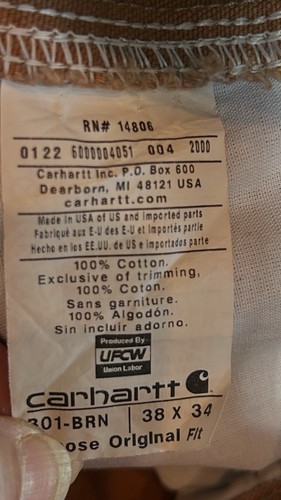 RN# 14806
0122 6000004051 004 2000
Carhartt Inc. P.O. Box 600
Dearborn, MI 48121 USA
carhartt.com
Made in USA of US and imported parts
Fabriqué aux E-U des E-U et importés partie
Hecho en los EE.UU. de US e importados parte
100% Cotton.
Exclusive of trimming,
100% Coton.
Sans garniture.
100% Algodón.
Sin incluir adorno.
Produced By
UFCW
Union Labor
carhartt
301-BRN 38 X 34
Original Fit